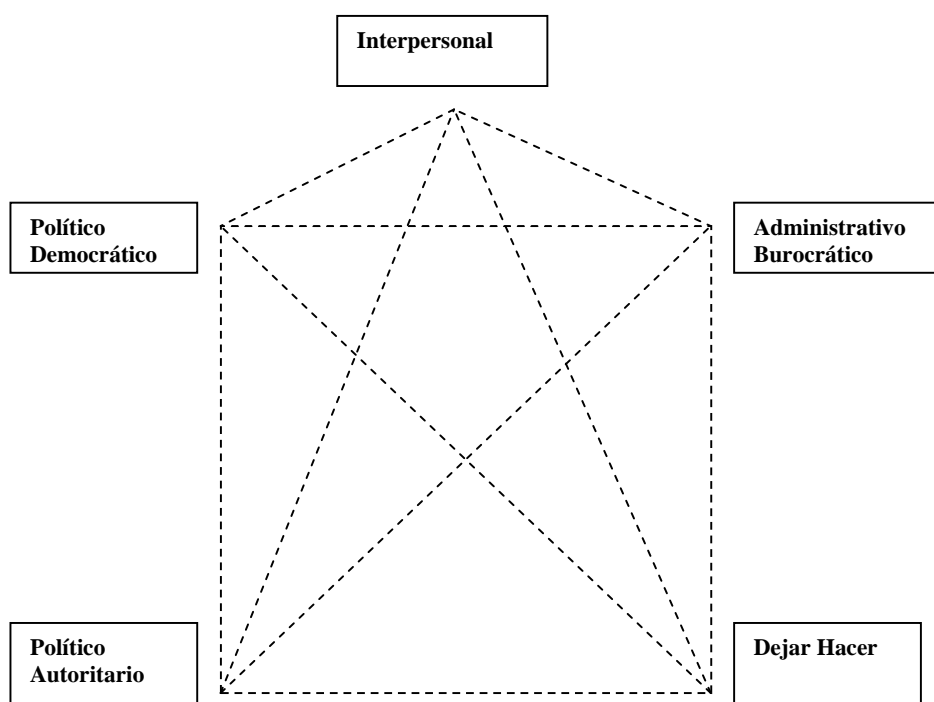 Interpersonal
Político
Democrático
Administrativo
Burocrático
Político
Autoritario
Dejar Hacer